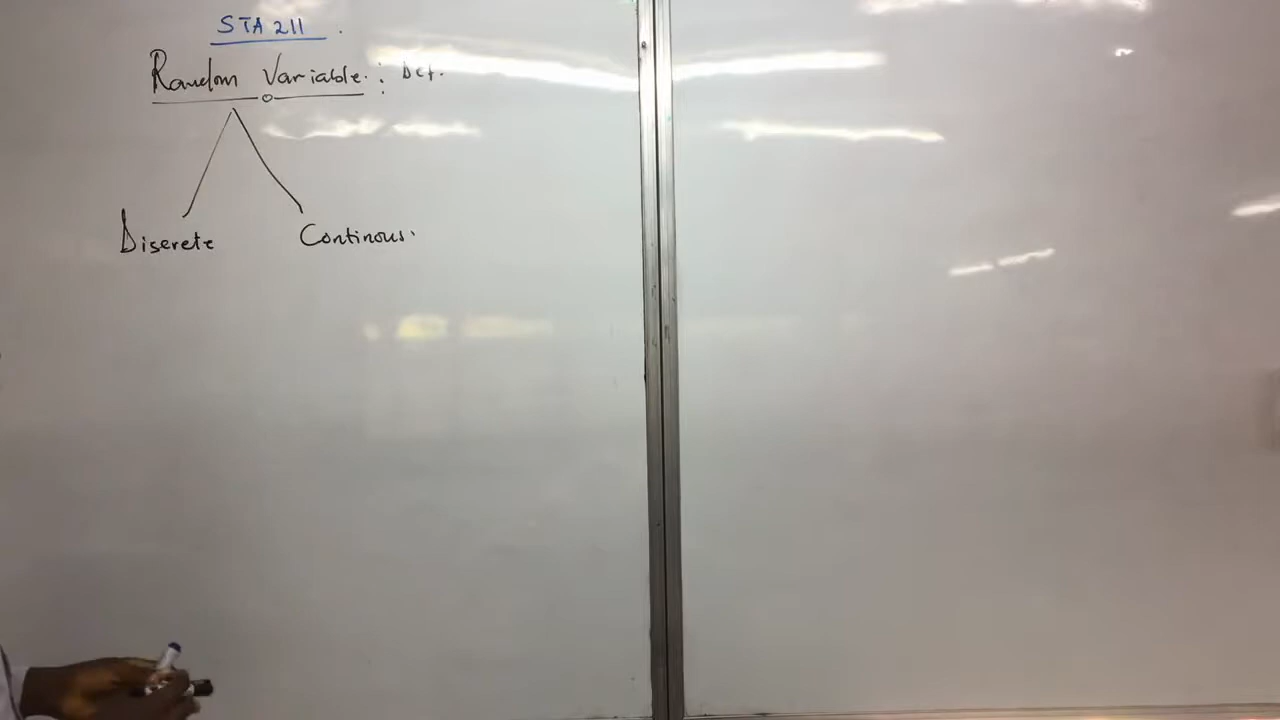 STA 211.
Random Variable. : Def.
Discrete Continous.